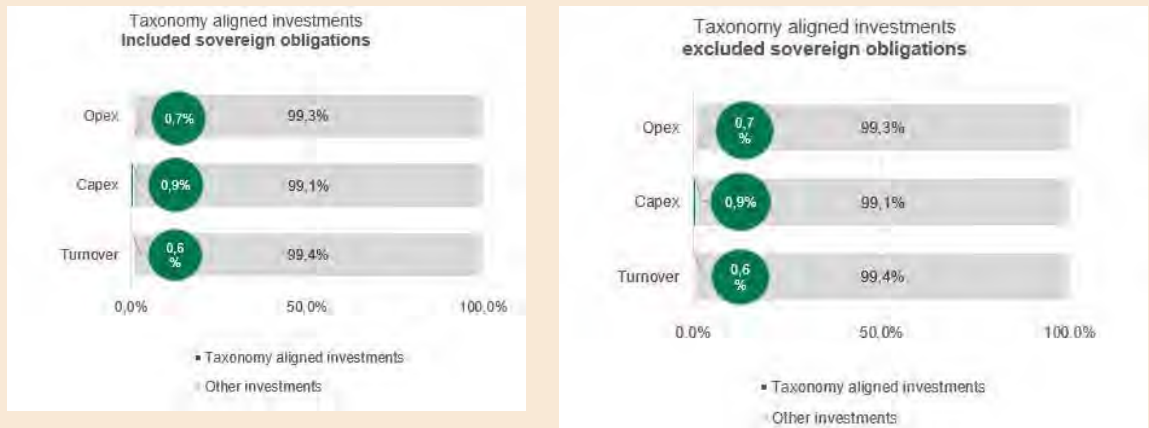 Taxonomy aligned investments
included sovereign obligations
Opex
0,7%
99,3%
Capex
0,9%
99,1%
Turnover
0,6
%
99,4%
0,0%
50,0%
100,0%
Taxonomy aligned investments
Other investments
Taxonomy aligned investments
excluded sovereign obligations
Opex
0,7
%
99,3%
Capex
0,9%
99,1%
Turnover
0,6
%
99,4%
0,0%
50,0%
100,0%
Taxonomy aligned investments
Other investments